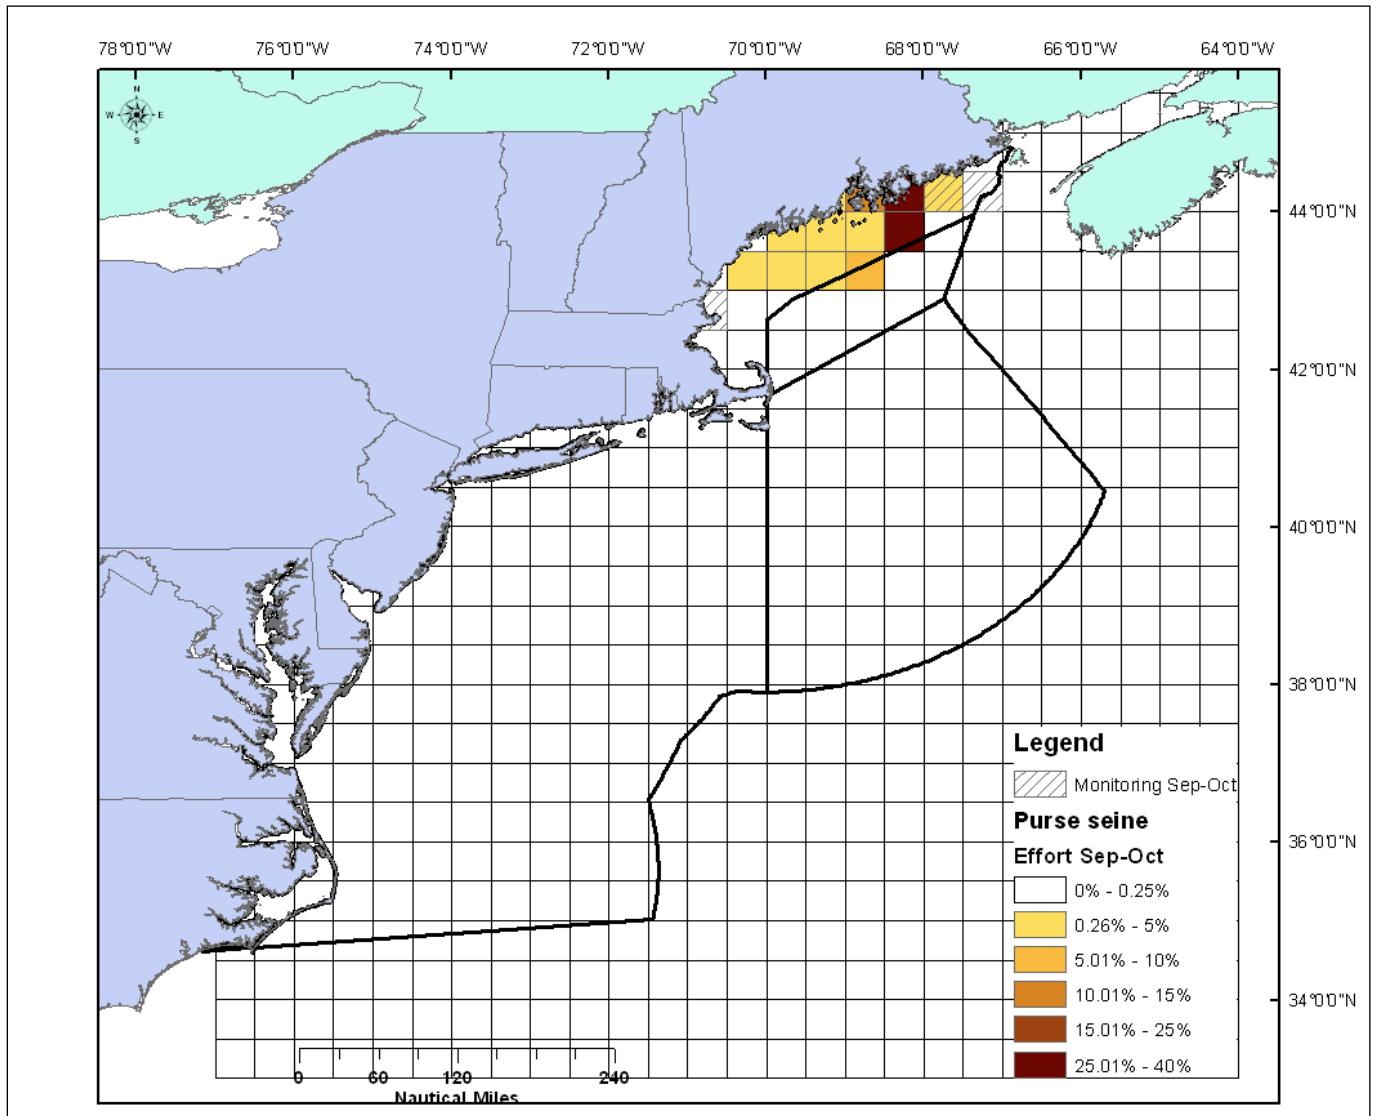 78°0'0"W 76°0'0"W 74°0'0"W 72°0'0"W 70°0'0"W 68°0'0"W 66°0'0"W 64°0'0"W
N
W E
S
44°0'0"N
42°0'0"N
40°0'0"N
38°0'0"N
36°0'0"N
34°0'0"N
Legend
Monitoring Sep-Oct
Purse seine
Effort Sep-Oct
0% - 0.25%
0.26% - 5%
5.01% - 10%
10.01% - 15%
15.01% - 25%
25.01% - 40%
0 60 120 240
Nautical Miles